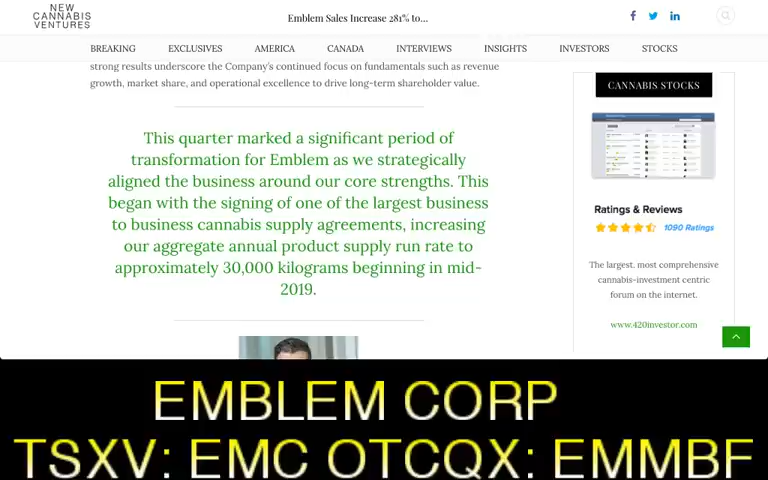 NEW
CANNABIS
VENTURES
Emblem Sales Increase 281% to...
BREAKING EXCLUSIVES AMERICA CANADA INTERVIEWS INSIGHTS INVESTORS STOCKS
strong results underscore the Company's continued focus on fundamentals such as revenue
growth, market share, and operational excellence to drive long-term shareholder value.
This quarter marked a significant period of
transformation for Emblem as we strategically
aligned the business around our core strengths. This
began with the signing of one of the largest business
to business cannabis supply agreements, increasing
our aggregate annual product supply run rate to
approximately 30,000 kilograms beginning in mid-
2019.
CANNABIS STOCKS
Ratings & Reviews
1090 Ratings
The largest, most comprehensive
cannabis-investment centric
forum on the internet.
www.420investor.com
EMBLEM CORP
TSXV: EMC OTCQX: EMMBF